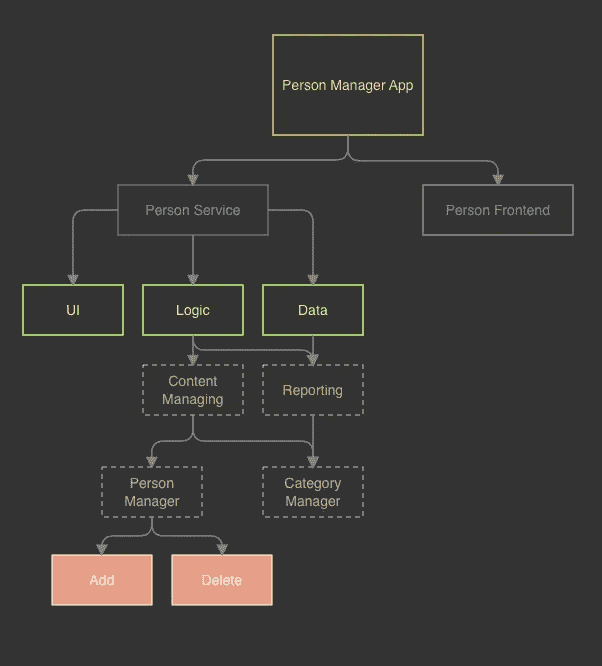 Person Manager App
Person Service
Person Frontend
UI
Logic
Data
Content
Managing
Reporting
Person
Manager
Category
Manager
Add
Delete